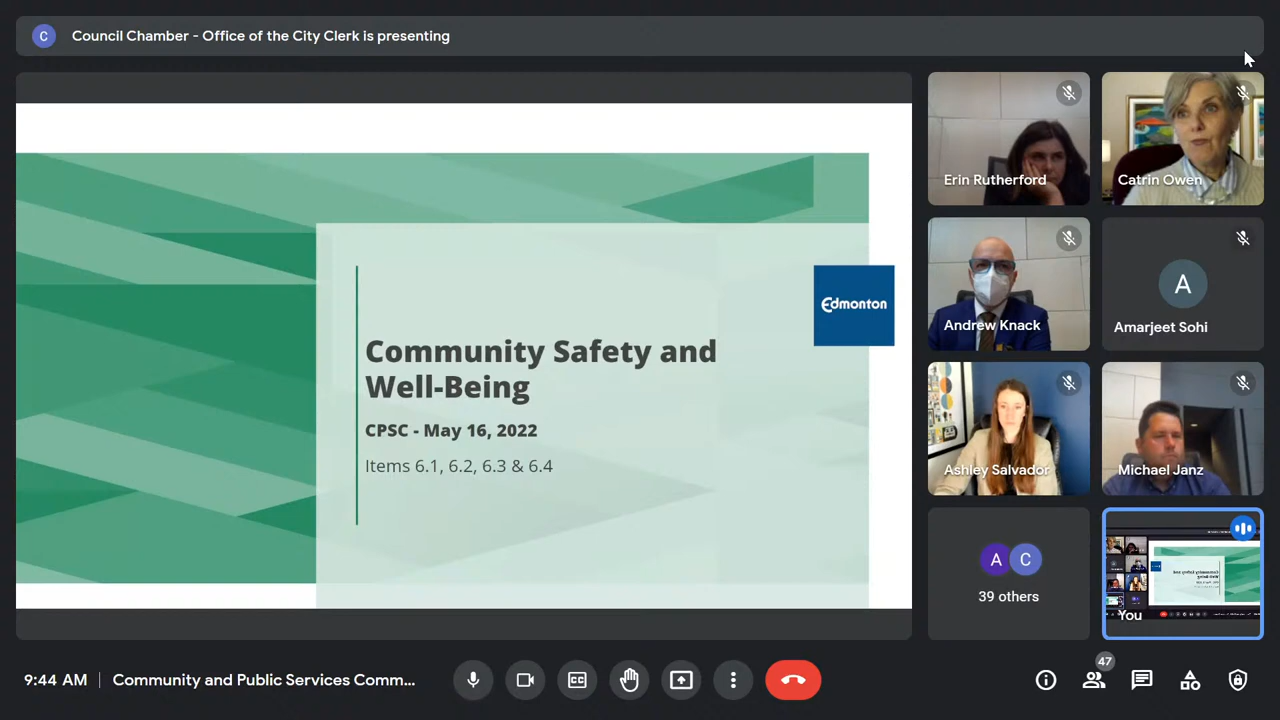 C
Council Chamber - Office of the City Clerk is presenting
Erin Rutherford
Catrin Owen
Edmonton
Community Safety and
Well-Being
CPSC - May 16, 2022
Items 6.1, 6.2, 6.3 & 6.4
Andrew Knack
A
Amarjeet Sohi
Ashley Salvador
Michael Janz
A C
39 others
You
9:44 AM
Community and Public Services Comm...
CC
47